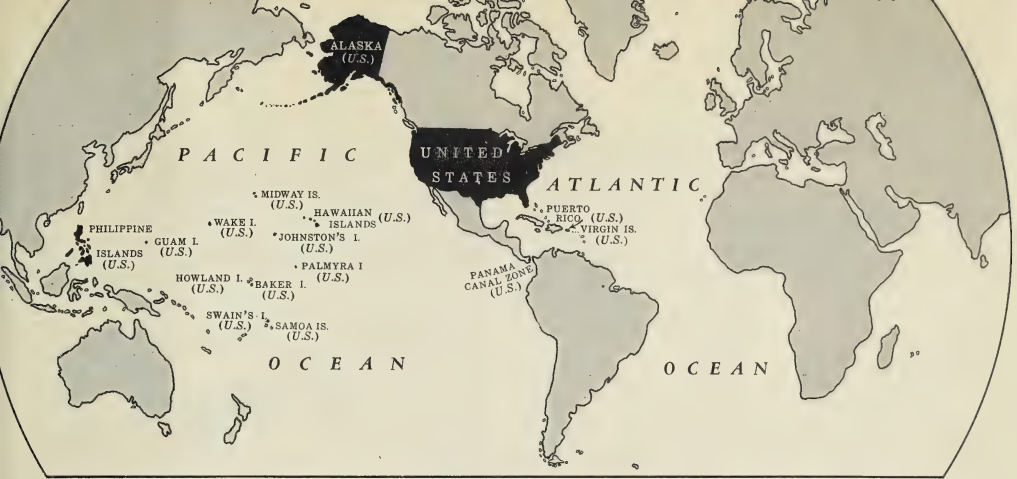 ALASKA
(U.S.)
PACIFIC
UNITED
STATES
ATLANTIC
MIDWAY IS.
(U.S.)
HAWAIIAN (U.S.)
ISLANDS
WAKE I.
(U.S.)
JOHNSTON'S I.
(U.S.)
PUERTO
RICO (U.S.)
VIRGIN IS.
(U.S.)
PHILIPPINE
ISLANDS
(U.S.)
GUAM I.
(U.S.)
PALMYRA I
(U.S.)
HOWLAND I.
(U.S.)
BAKER I.
(U.S.)
PANAMA
CANAL ZONE
(U.S.)
SWAIN'S I.
(U.S.)
SAMOA IS.
(U.S.)
OCEAN
OCEAN